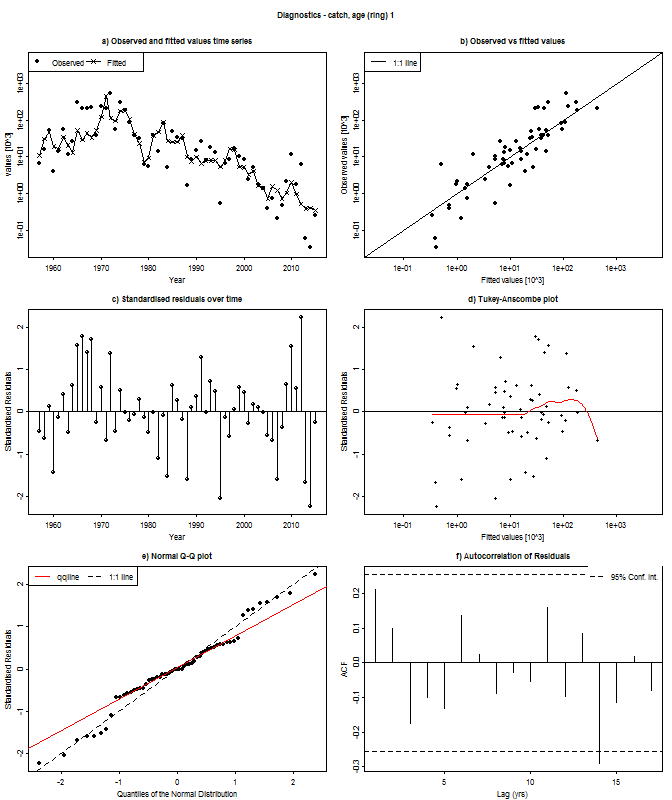 Diagnostics - catch, age (ring) 1
a) Observed and fitted values time series
Observed Fitted
values [10^3]
1e-01 1e+00 1e+01 1e+02 1e+03
1960 1970 1980 1990 2000 2010
Year
b) Observed vs fitted values
1:1 line
Observed values [10^3]
1e-01 1e+00 1e+01 1e+02 1e+03
1e-01 1e+00 1e+01 1e+02 1e+03
Fitted values [10^3]
c) Standardised residuals over time
Standardised Residuals
-2 -1 0 1 2
1960 1970 1980 1990 2000 2010
Year
d) Tukey-Anscombe plot
Standardised Residuals
-2 -1 0 1 2
1e-01 1e+00 1e+01 1e+02 1e+03
Fitted values [10^3]
e) Normal Q-Q plot
qqline 1:1 line
Standardised Residuals
-2 -1 0 1 2
-2 -1 0 1 2
Quantiles of the Normal Distribution
f) Autocorrelation of Residuals
95% Conf. Int.
ACF
-0.3 -0.2 -0.1 0.0 0.1 0.2
5 10 15
Lag (yrs)